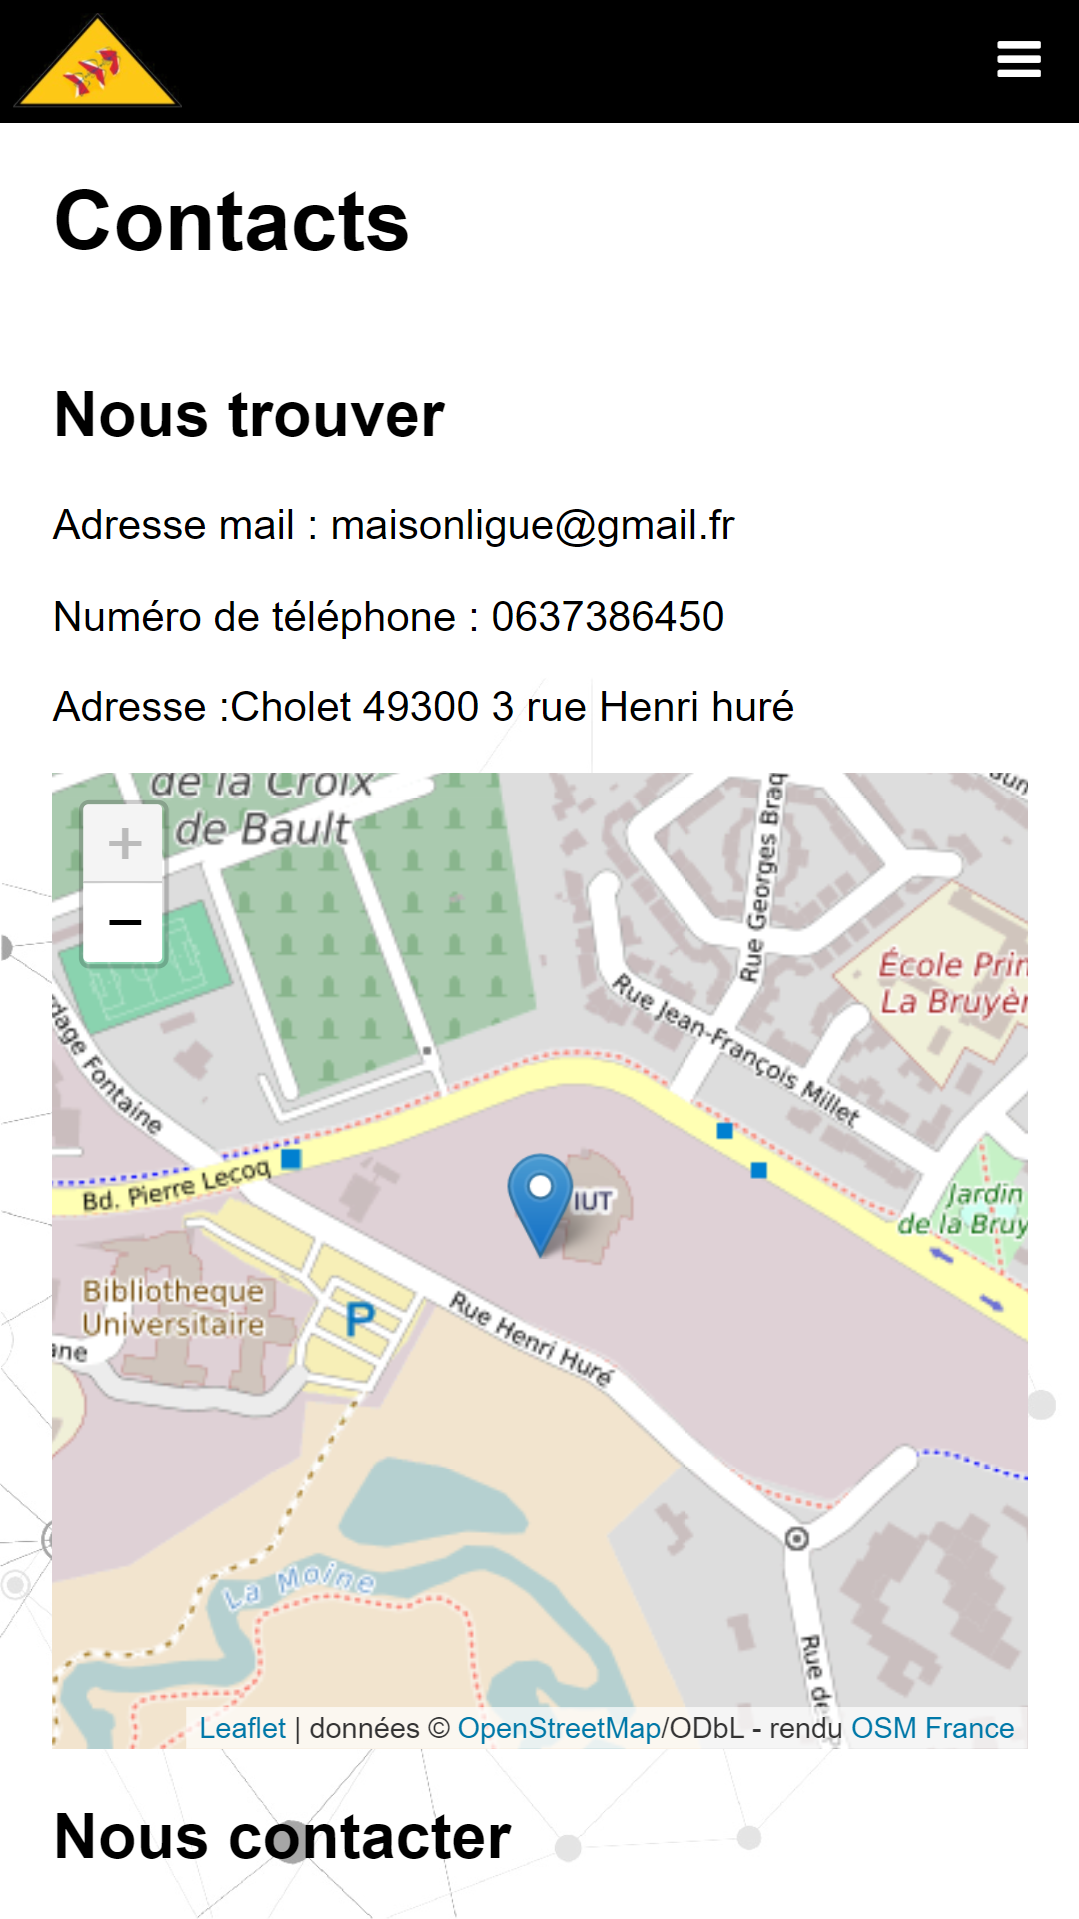 Contacts
Nous trouver
Adresse mail : maisonligue@gmail.fr
Numéro de téléphone : 0637386450
Adresse :Cholet 49300 3 rue Henri huré
de la Croix
de Bault
+
−
Rue Georges Braq
École Prin
La Bruyèr
Rue Jean-François Millet
dage Fontaine
Bd. Pierre Lecoq
IUT
Jardin
de la Bruy
Bibliotheque
Universitaire
P
Rue Henri Huré
ane
La Moine
Rue de
Leaflet | données © OpenStreetMap/ODbL - rendu OSM France
Nous contacter